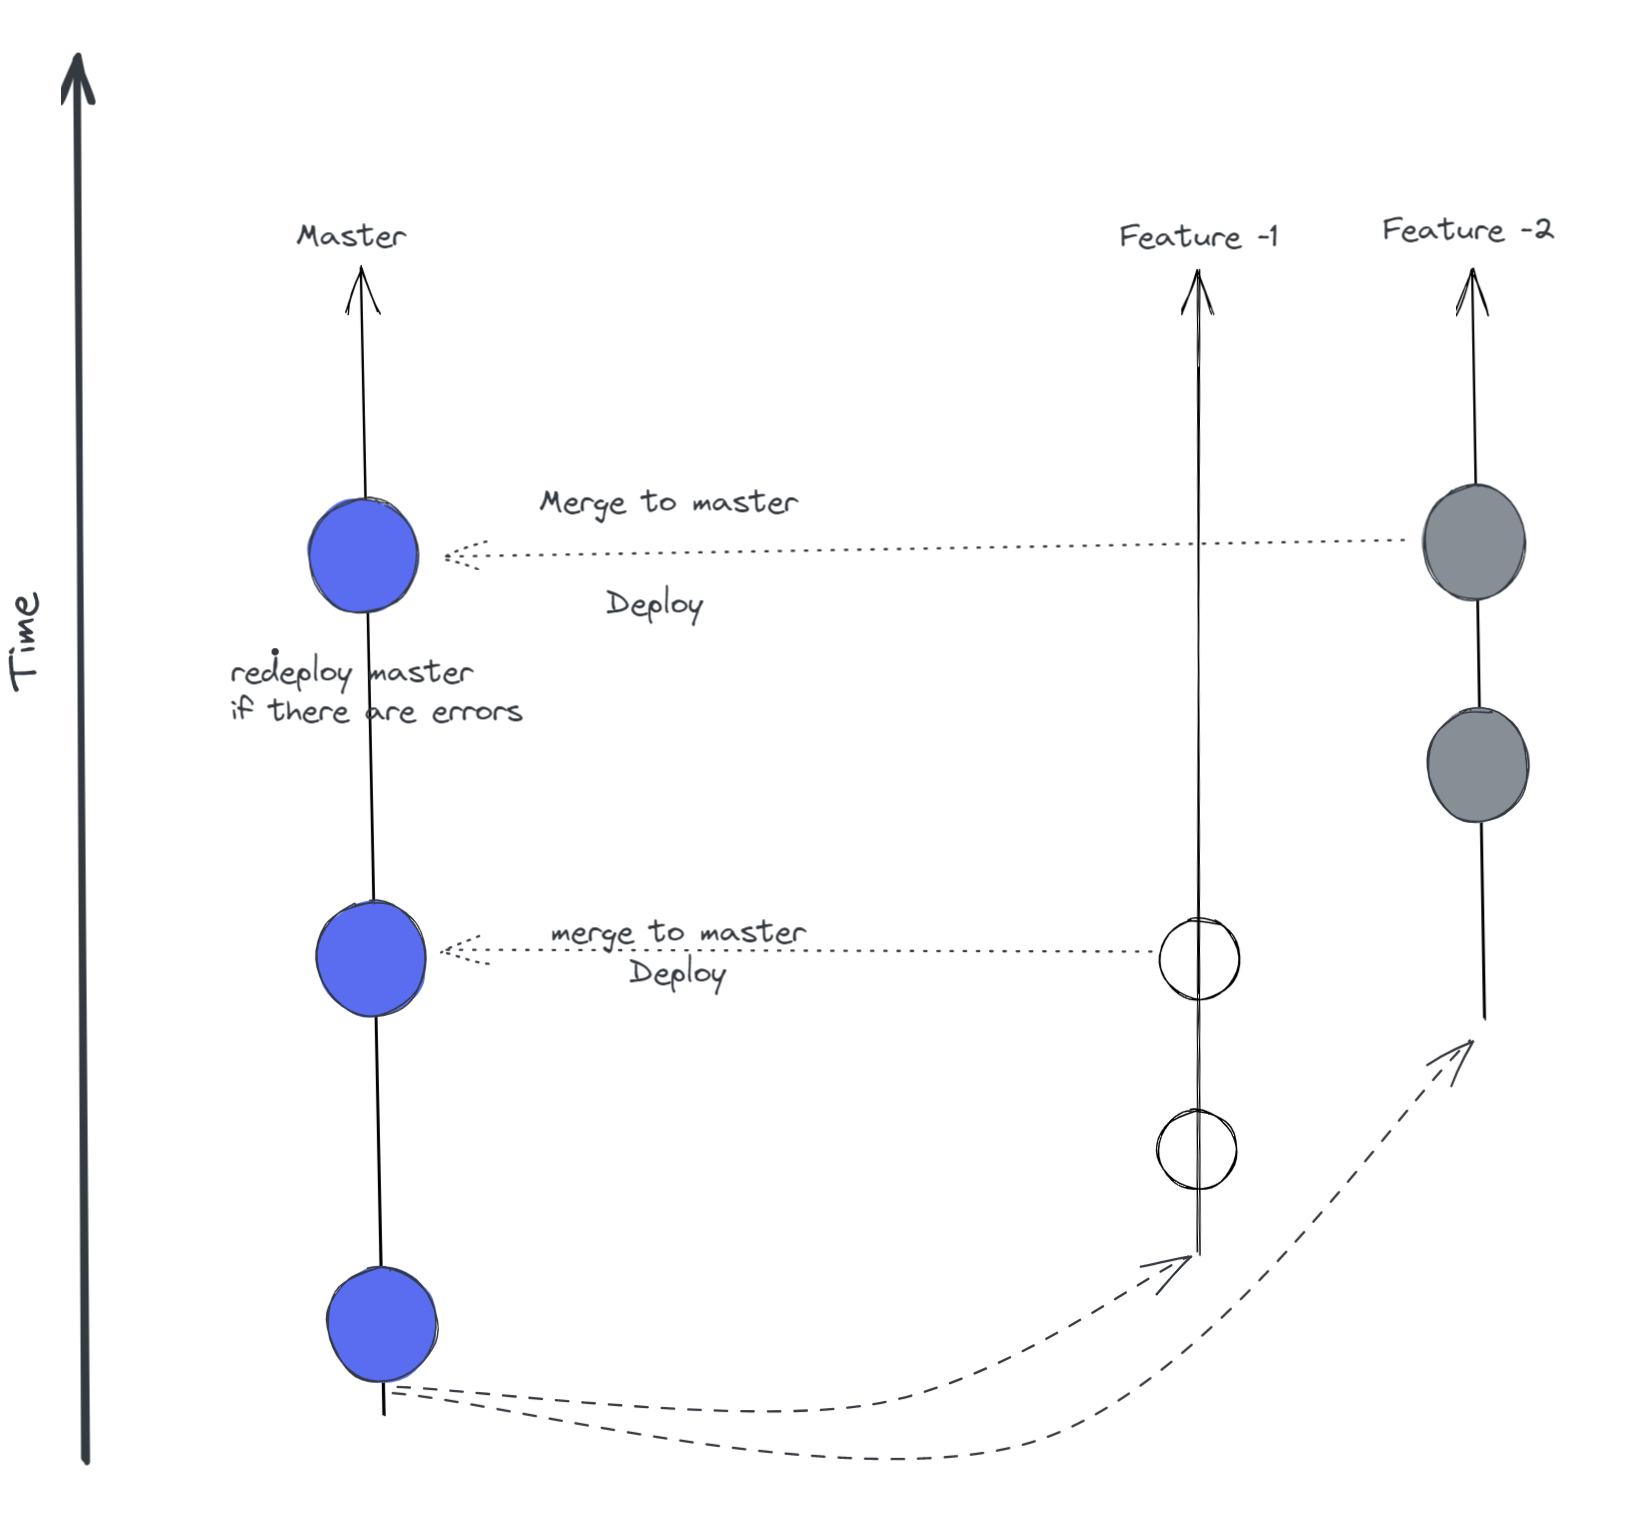 Master
Feature -1
Feature -2
Merge to master
Deploy
Time
redeploy master
if there are errors
merge to master
Deploy